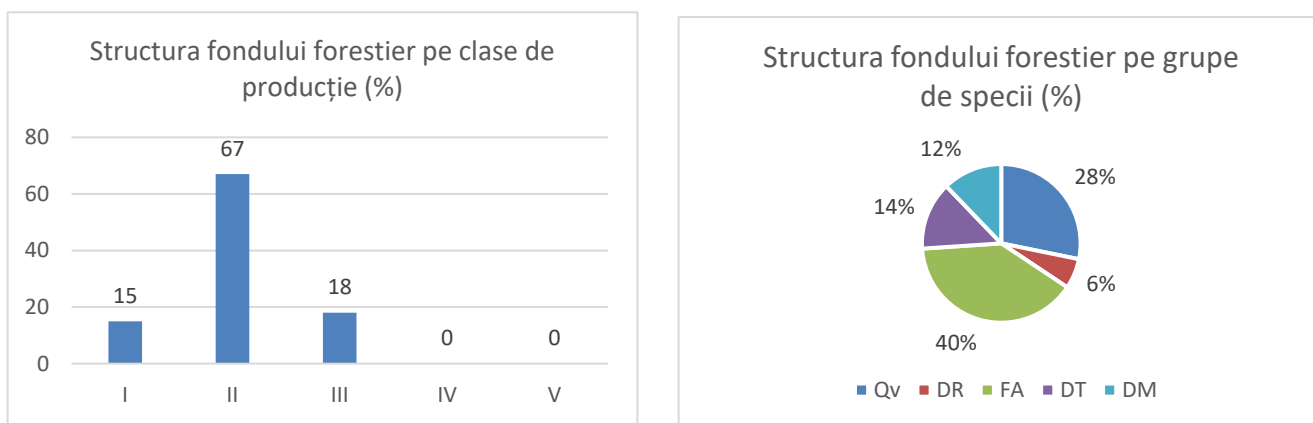 Structura fondului forestier pe clase de
producție (%)
80
60
40
20
0
15
67
18
0
0
I
II
III
IV
V
Structura fondului forestier pe grupe
de specii (%)
12%
28%
14%
6%
40%
Qv DR FA DT DM